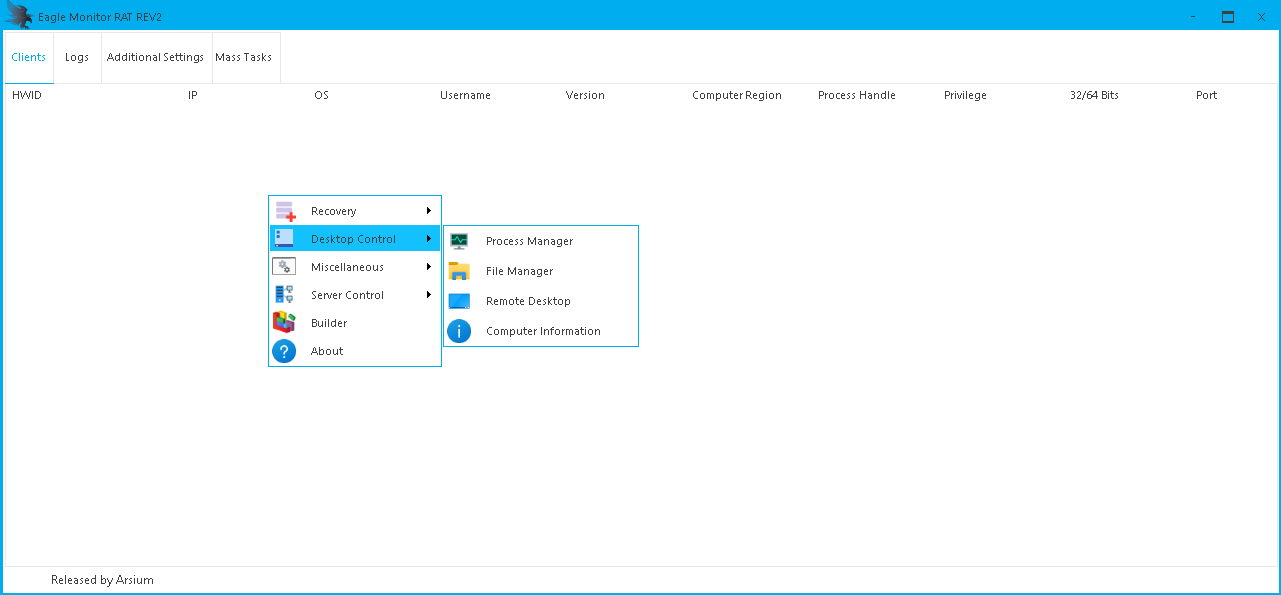 Eagle Monitor RAT REV2
Clients Logs Additional Settings Mass Tasks
HWID IP OS Username Version Computer Region Process Handle Privilege 32/64 Bits Port
Recovery
Desktop Control
Miscellaneous
Server Control
Builder
About
Process Manager
File Manager
Remote Desktop
Computer Information
Released by Arsium